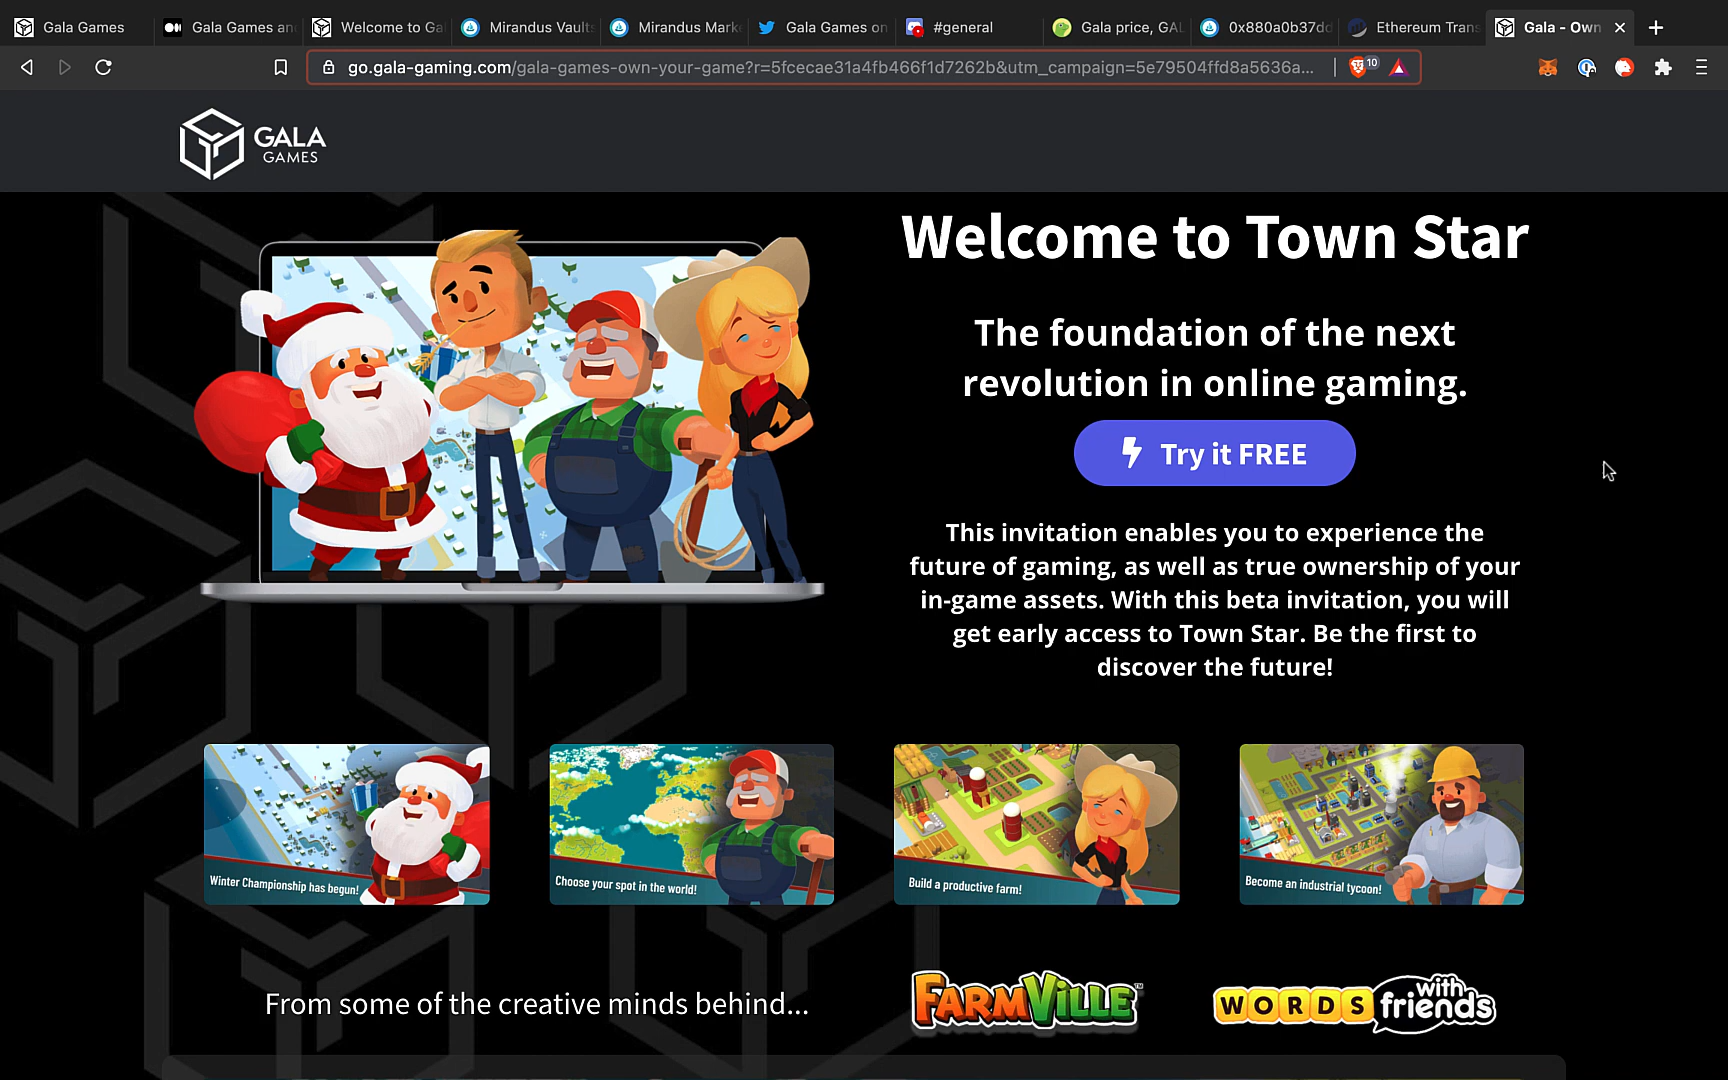 Gala Games
Gala Games an
Welcome to Ga
Mirandus Vault
Mirandus Mark
Gala Games on
#general
Gala price, GAL
0x880a0b37dd
Ethereum Tran
Gala - Own
go.gala-gaming.com/gala-games-own-your-game?r=5fcecae31a4fb466f1d7262b&utm_campaign=5e79504ffd8a5636a...
10
GALA
GAMES
Welcome to Town Star
The foundation of the next
revolution in online gaming.
Try it FREE
This invitation enables you to experience the
future of gaming, as well as true ownership of your
in-game assets. With this beta invitation, you will
get early access to Town Star. Be the first to
discover the future!
Winter Championship has begun!
Choose your spot in the world!
Build a productive farm!
Become an industrial tycoon!
From some of the creative minds behind...
FARMVILLE™
WORDS with friends